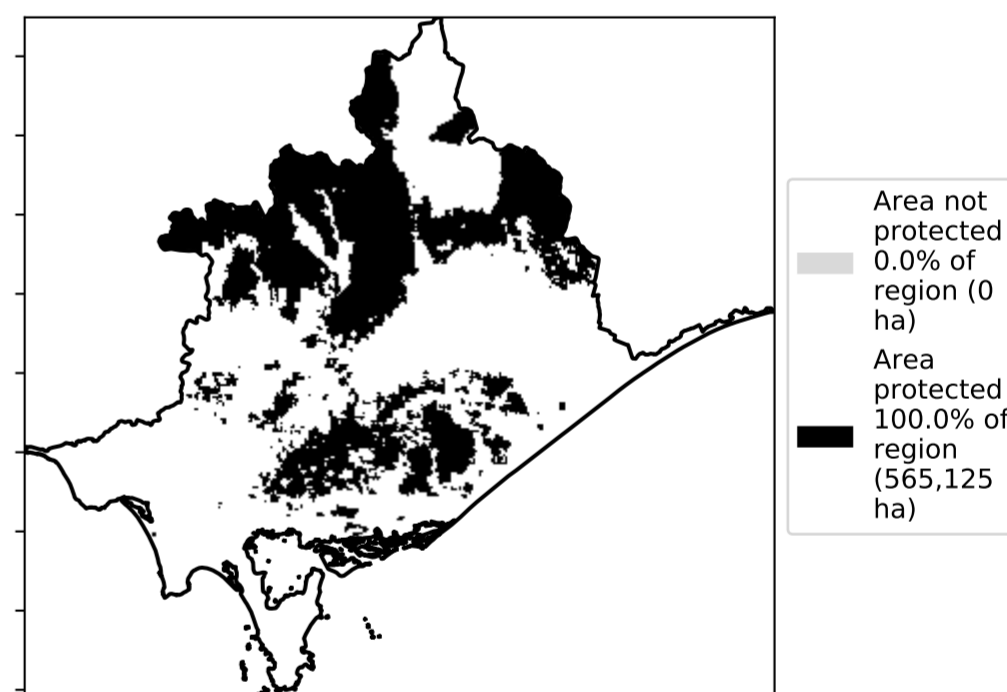 Area not
protected
0.0% of
region (0
ha)
Area
protected
100.0% of
region
(565,125
ha)